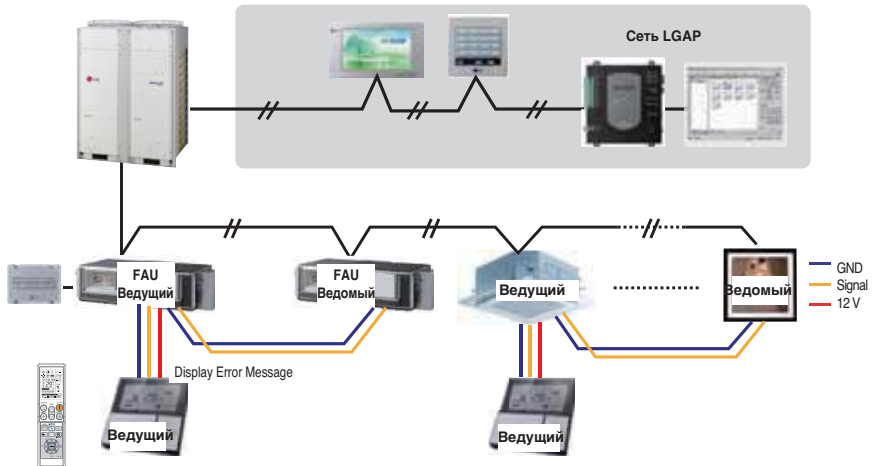 Сеть LGAP
FAU
Ведущий
FAU
Ведомый
Ведущий
Ведомый
GND
Signal
12 V
Display Error Message
Ведущий
Ведущий